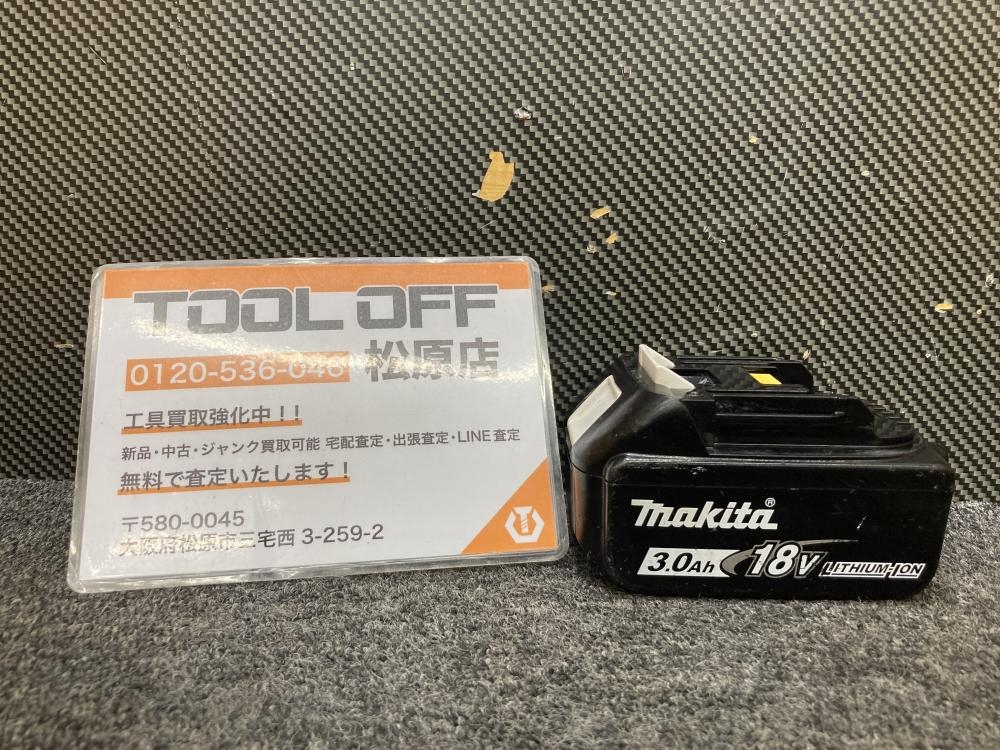 TOOL OFF
松原店
0120-536-046
工具買取強化中！！
新品・中古・ジャンク買取可能 宅配査定・出張査定・LINE査定
無料で査定いたします！
〒580-0045
大阪府松原市三宅西 3-259-2
makita®
3.0Ah 18V LITHIUM-ION